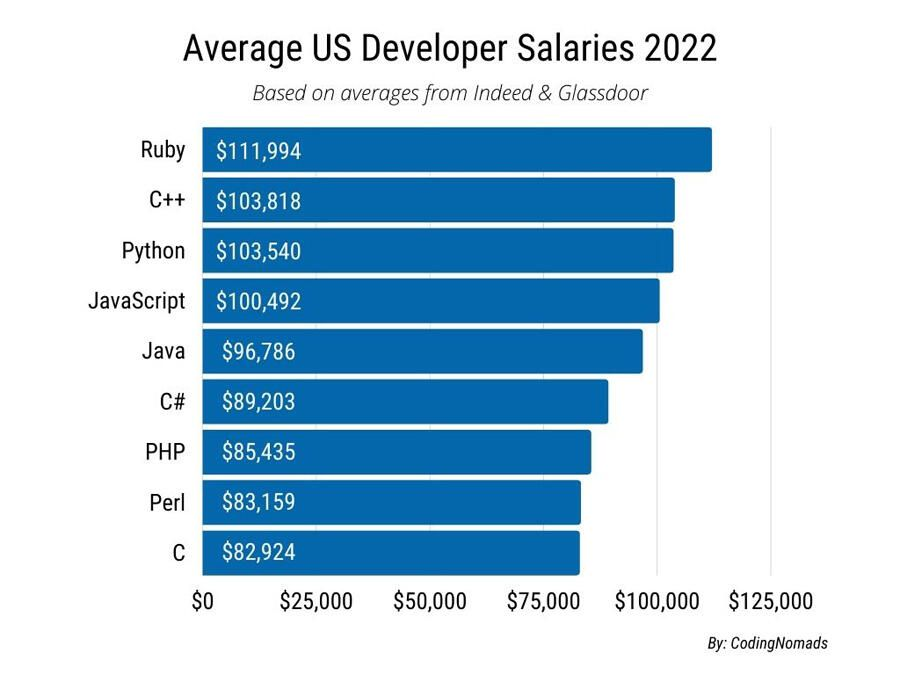 Average US Developer Salaries 2022
Based on averages from Indeed & Glassdoor
Ruby $111,994
C++ $103,818
Python $103,540
JavaScript $100,492
Java $96,786
C# $89,203
PHP $85,435
Perl $83,159
C $82,924
$0 $25,000 $50,000 $75,000 $100,000 $125,000
By: CodingNomads